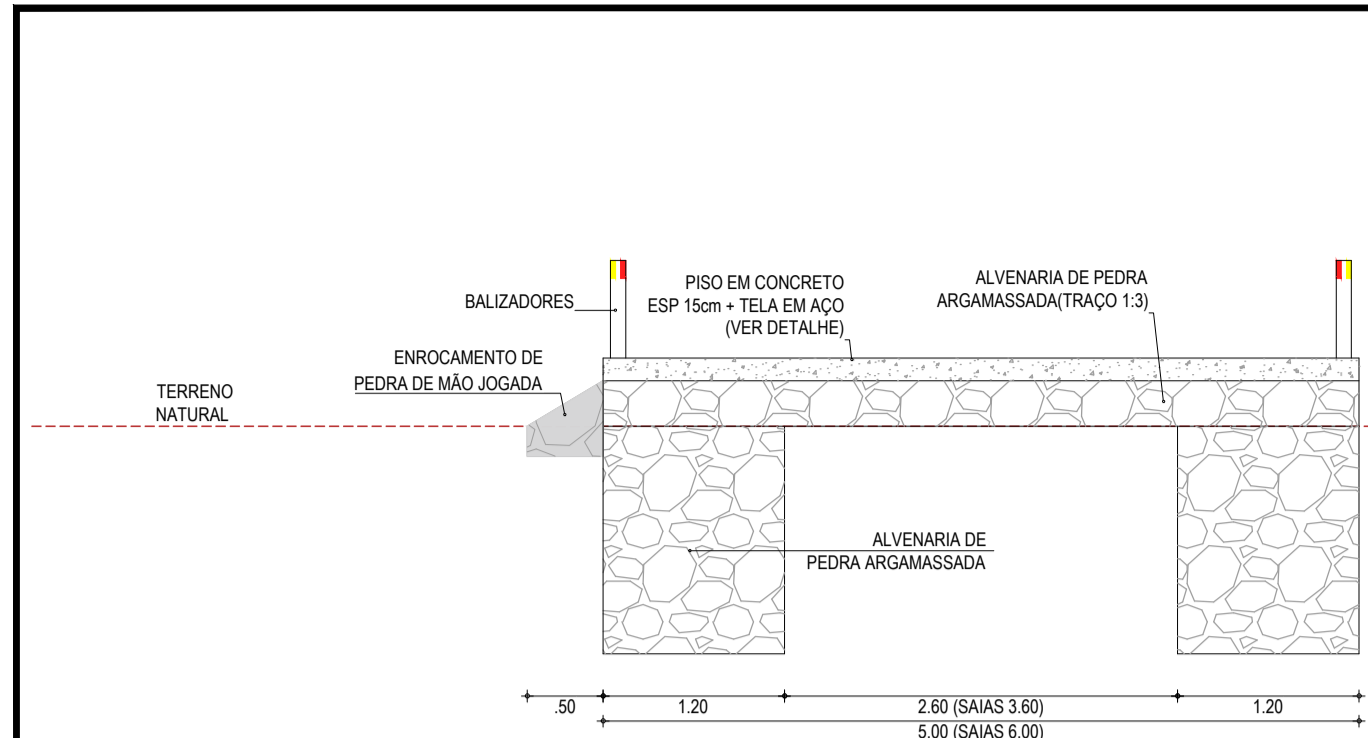 BALIZADORES
PISO EM CONCRETO
ESP 15cm + TELA EM AÇO
(VER DETALHE)
ALVENARIA DE PEDRA
ARGAMASSADA(TRAÇO 1:3)
ENROCAMENTO DE
PEDRA DE MÃO JOGADA
TERRENO
NATURAL
ALVENARIA DE
PEDRA ARGAMASSADA
.50
1.20
2.60 (SAIAS 3.60)
1.20
5.00 (SAIAS 6.00)